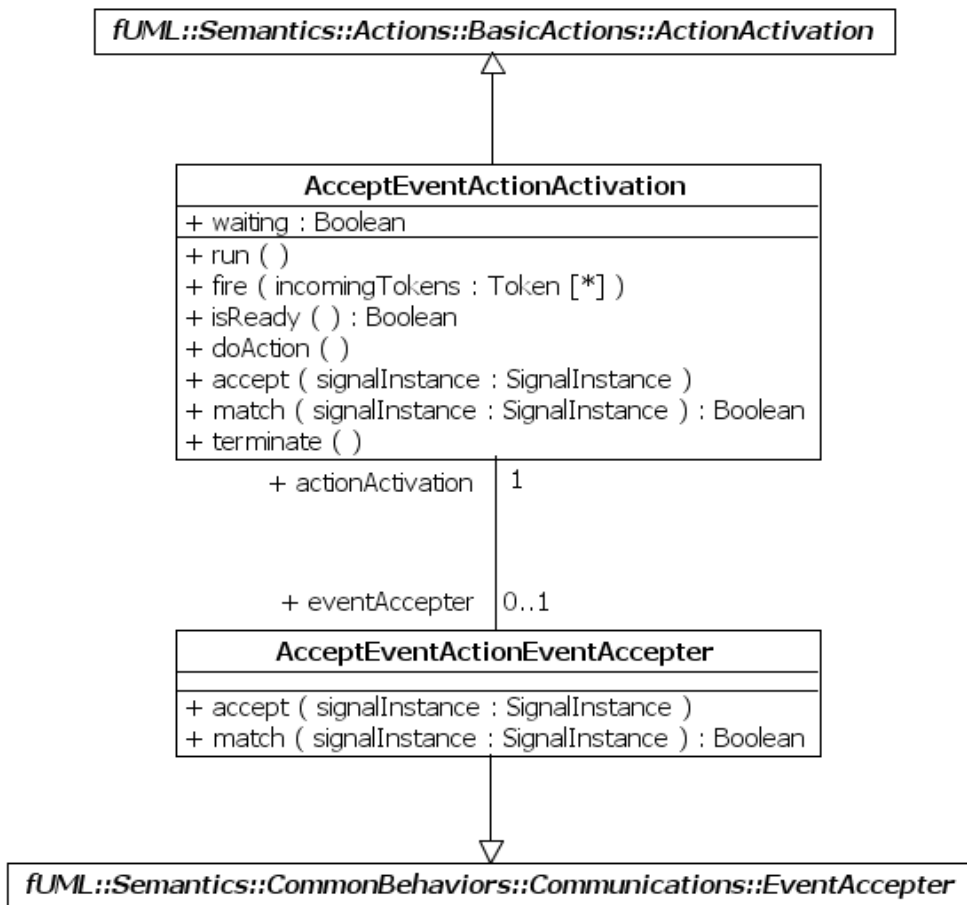 fUML::Semantics::Actions::BasicActions::ActionActivation
AcceptEventActionActivation
+ waiting : Boolean
+ run ( )
+ fire ( incomingTokens : Token [*] )
+ isReady ( ) : Boolean
+ doAction ( )
+ accept ( signalInstance : SignalInstance )
+ match ( signalInstance : SignalInstance ) : Boolean
+ terminate ( )
+ actionActivation 1
+ eventAccepter 0..1
AcceptEventActionEventAccepter
+ accept ( signalInstance : SignalInstance )
+ match ( signalInstance : SignalInstance ) : Boolean
fUML::Semantics::CommonBehaviors::Communications::EventAccepter